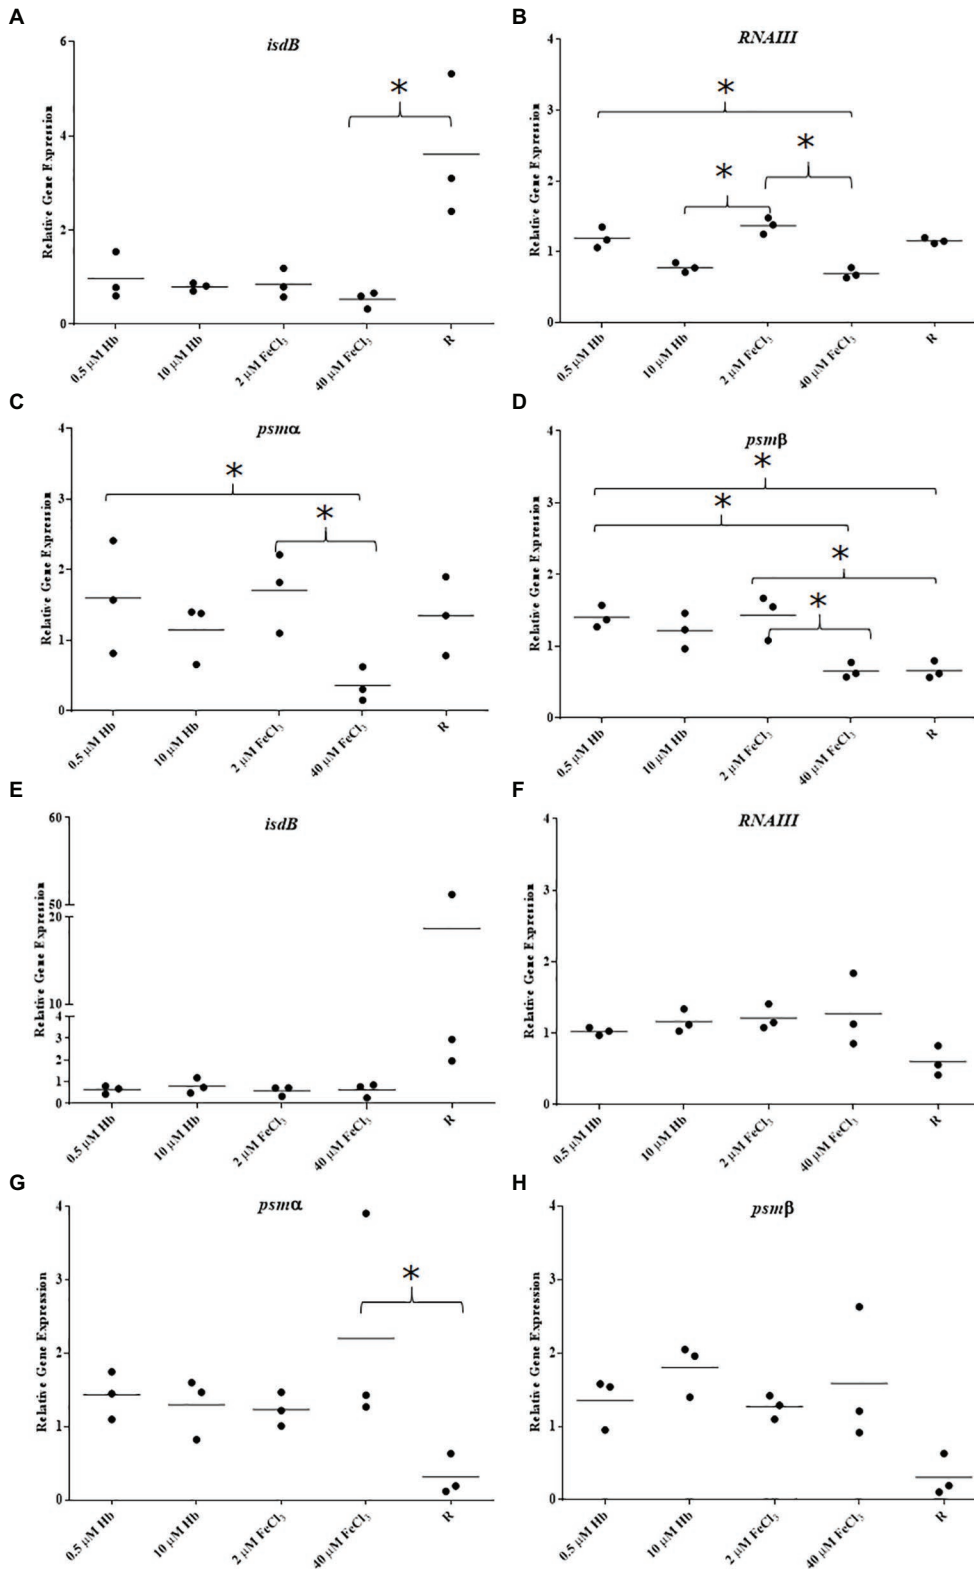 A
isdB
Relative Gene Expression
6
4
2
0
0.5 µM Hb
10 µM Hb
2 µM FeCl₃
40 µM FeCl₃
R
*
B
RNAIII
Relative Gene Expression
4
3
2
1
0
0.5 µM Hb
10 µM Hb
2 µM FeCl₃
40 µM FeCl₃
R
*
*
*
C
psmα
Relative Gene Expression
4
3
2
1
0
0.5 µM Hb
10 µM Hb
2 µM FeCl₃
40 µM FeCl₃
R
*
*
D
psmβ
Relative Gene Expression
4
3
2
1
0
0.5 µM Hb
10 µM Hb
2 µM FeCl₃
40 µM FeCl₃
R
*
*
*
*
E
isdB
Relative Gene Expression
60
50
20
10
4
3
2
1
0
0.5 µM Hb
10 µM Hb
2 µM FeCl₃
40 µM FeCl₃
R
F
RNAIII
Relative Gene Expression
4
3
2
1
0
0.5 µM Hb
10 µM Hb
2 µM FeCl₃
40 µM FeCl₃
R
G
psmα
Relative Gene Expression
4
3
2
1
0
0.5 µM Hb
10 µM Hb
2 µM FeCl₃
40 µM FeCl₃
R
*
H
psmβ
Relative Gene Expression
4
3
2
1
0
0.5 µM Hb
10 µM Hb
2 µM FeCl₃
40 µM FeCl₃
R